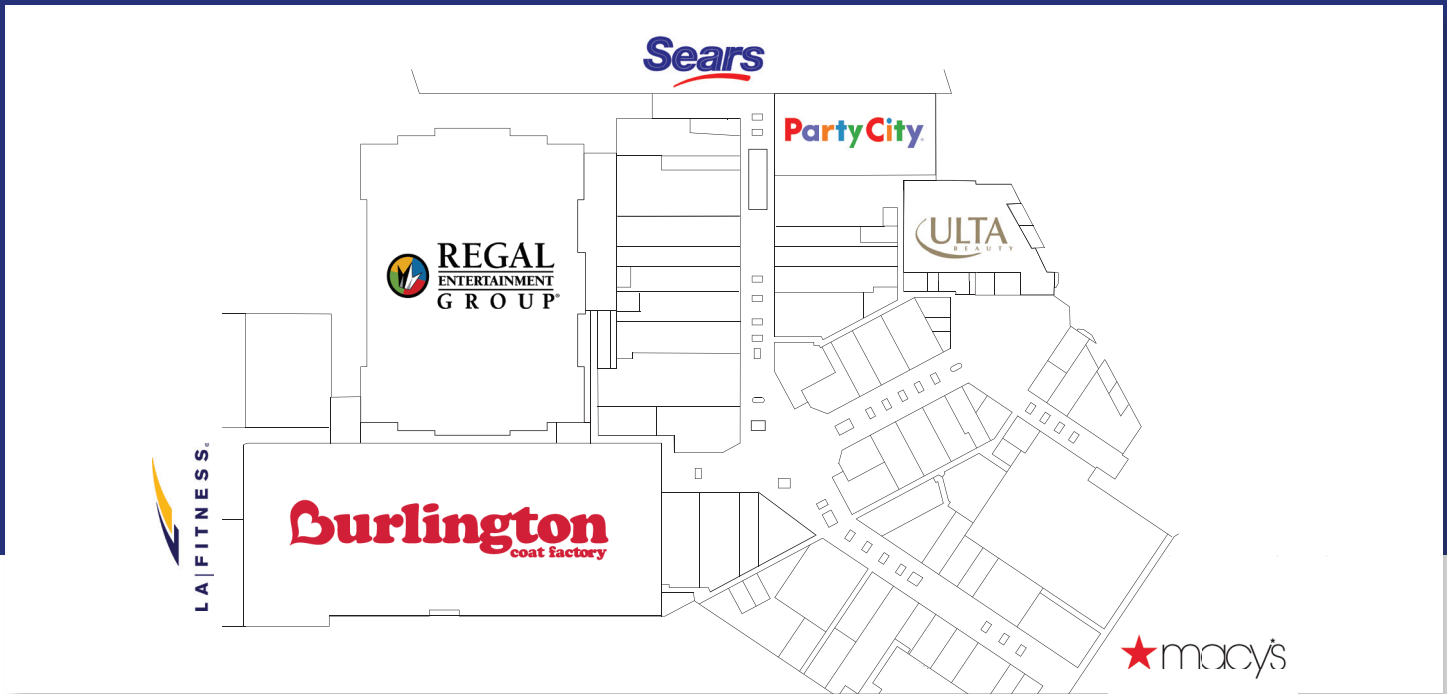 Sears
Party City
REGAL
ENTERTAINMENT
GROUP®
ULTA
BEAUTY
LA|FITNESS
Burlington
coat factory
macy's